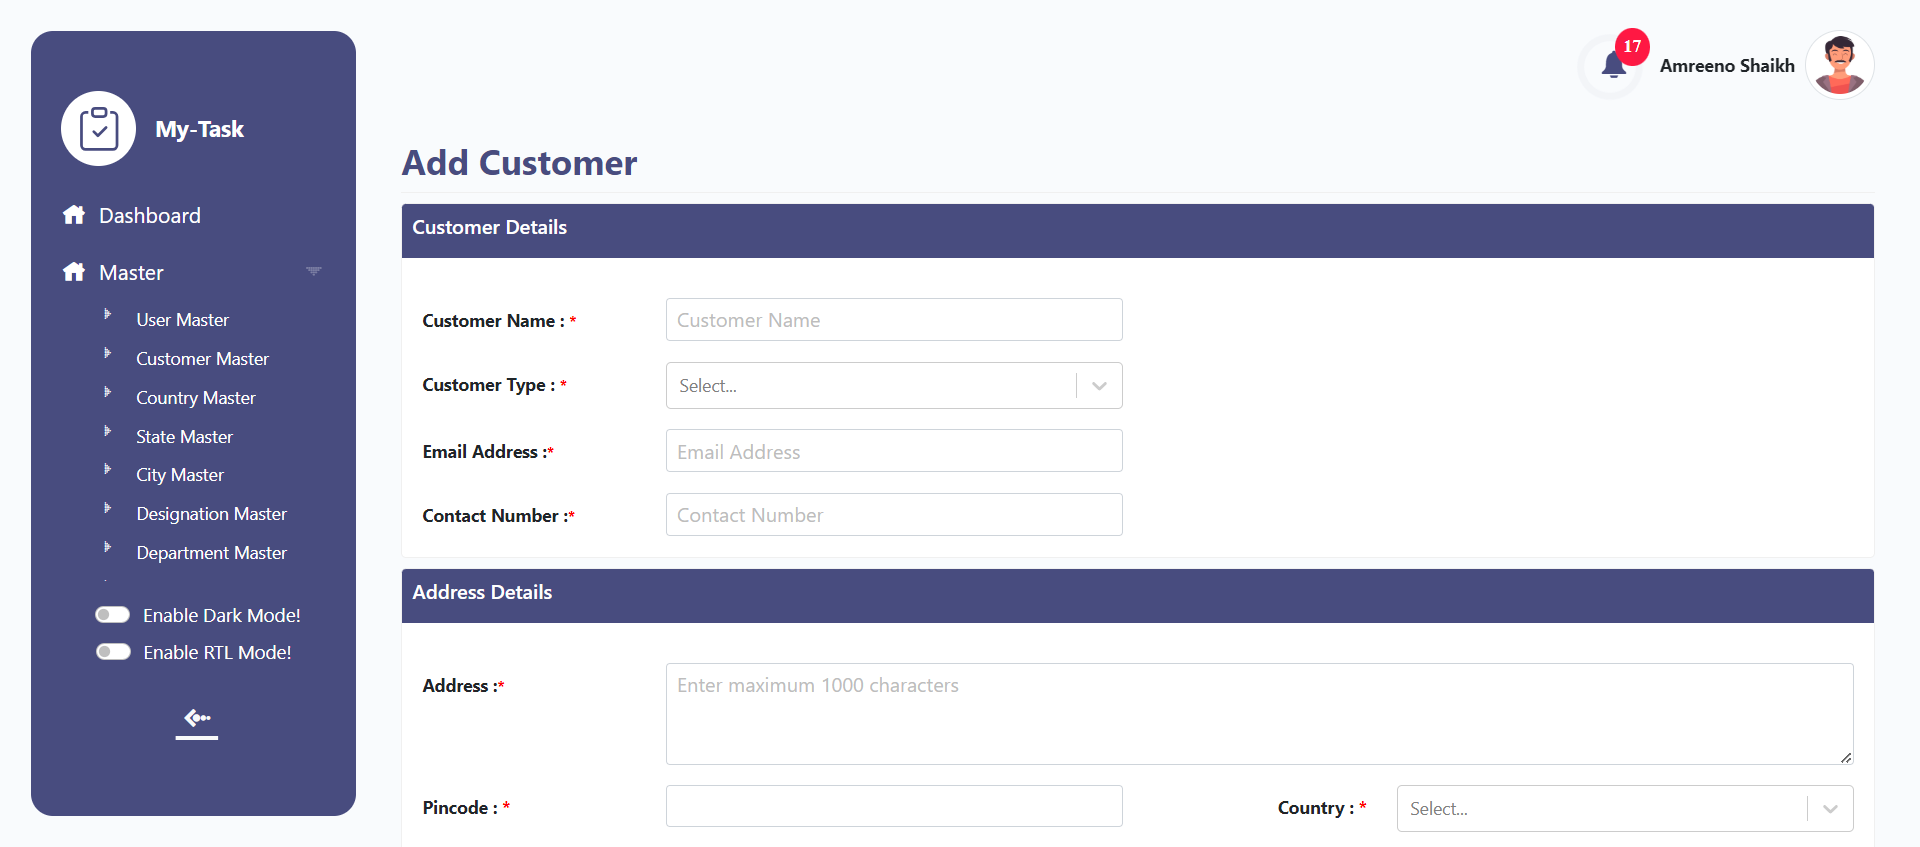 17
Amreeno Shaikh
My-Task
Dashboard
Master
User Master
Customer Master
Country Master
State Master
City Master
Designation Master
Department Master
Enable Dark Mode!
Enable RTL Mode!
Add Customer
Customer Details
Customer Name : * Customer Name
Customer Type : * Select...
Email Address :* Email Address
Contact Number :* Contact Number
Address Details
Address :* Enter maximum 1000 characters
Pincode : * Country : * Select...